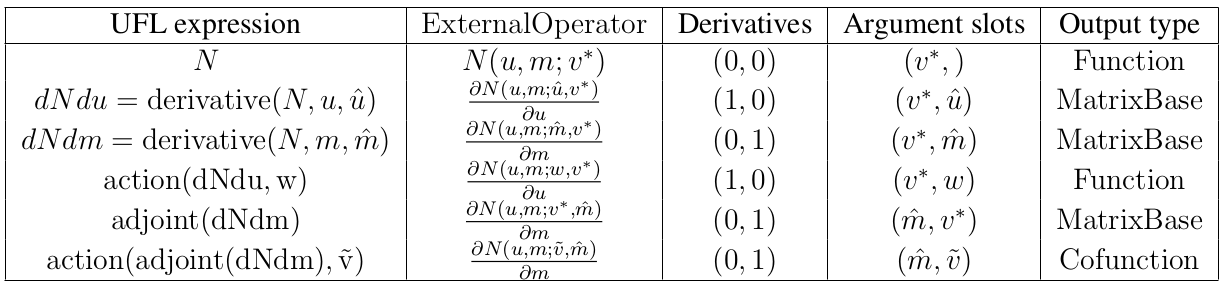 UFL expression ExternalOperator Derivatives Argument slots Output type
N N(u, m; v*) (0, 0) (v*, ) Function
dNdu = derivative(N, u, û) ∂N(u,m;û,v*)/∂u (1, 0) (v*, û) MatrixBase
dNdm = derivative(N, m, m̂) ∂N(u,m;m̂,v*)/∂m (0, 1) (v*, m̂) MatrixBase
action(dNdu, w) ∂N(u,m;w,v*)/∂u (1, 0) (v*, w) Function
adjoint(dNdm) ∂N(u,m;v*,m̂)/∂m (0, 1) (m̂, v*) MatrixBase
action(adjoint(dNdm), ṽ) ∂N(u,m;ṽ,m̂)/∂m (0, 1) (m̂, ṽ) Cofunction